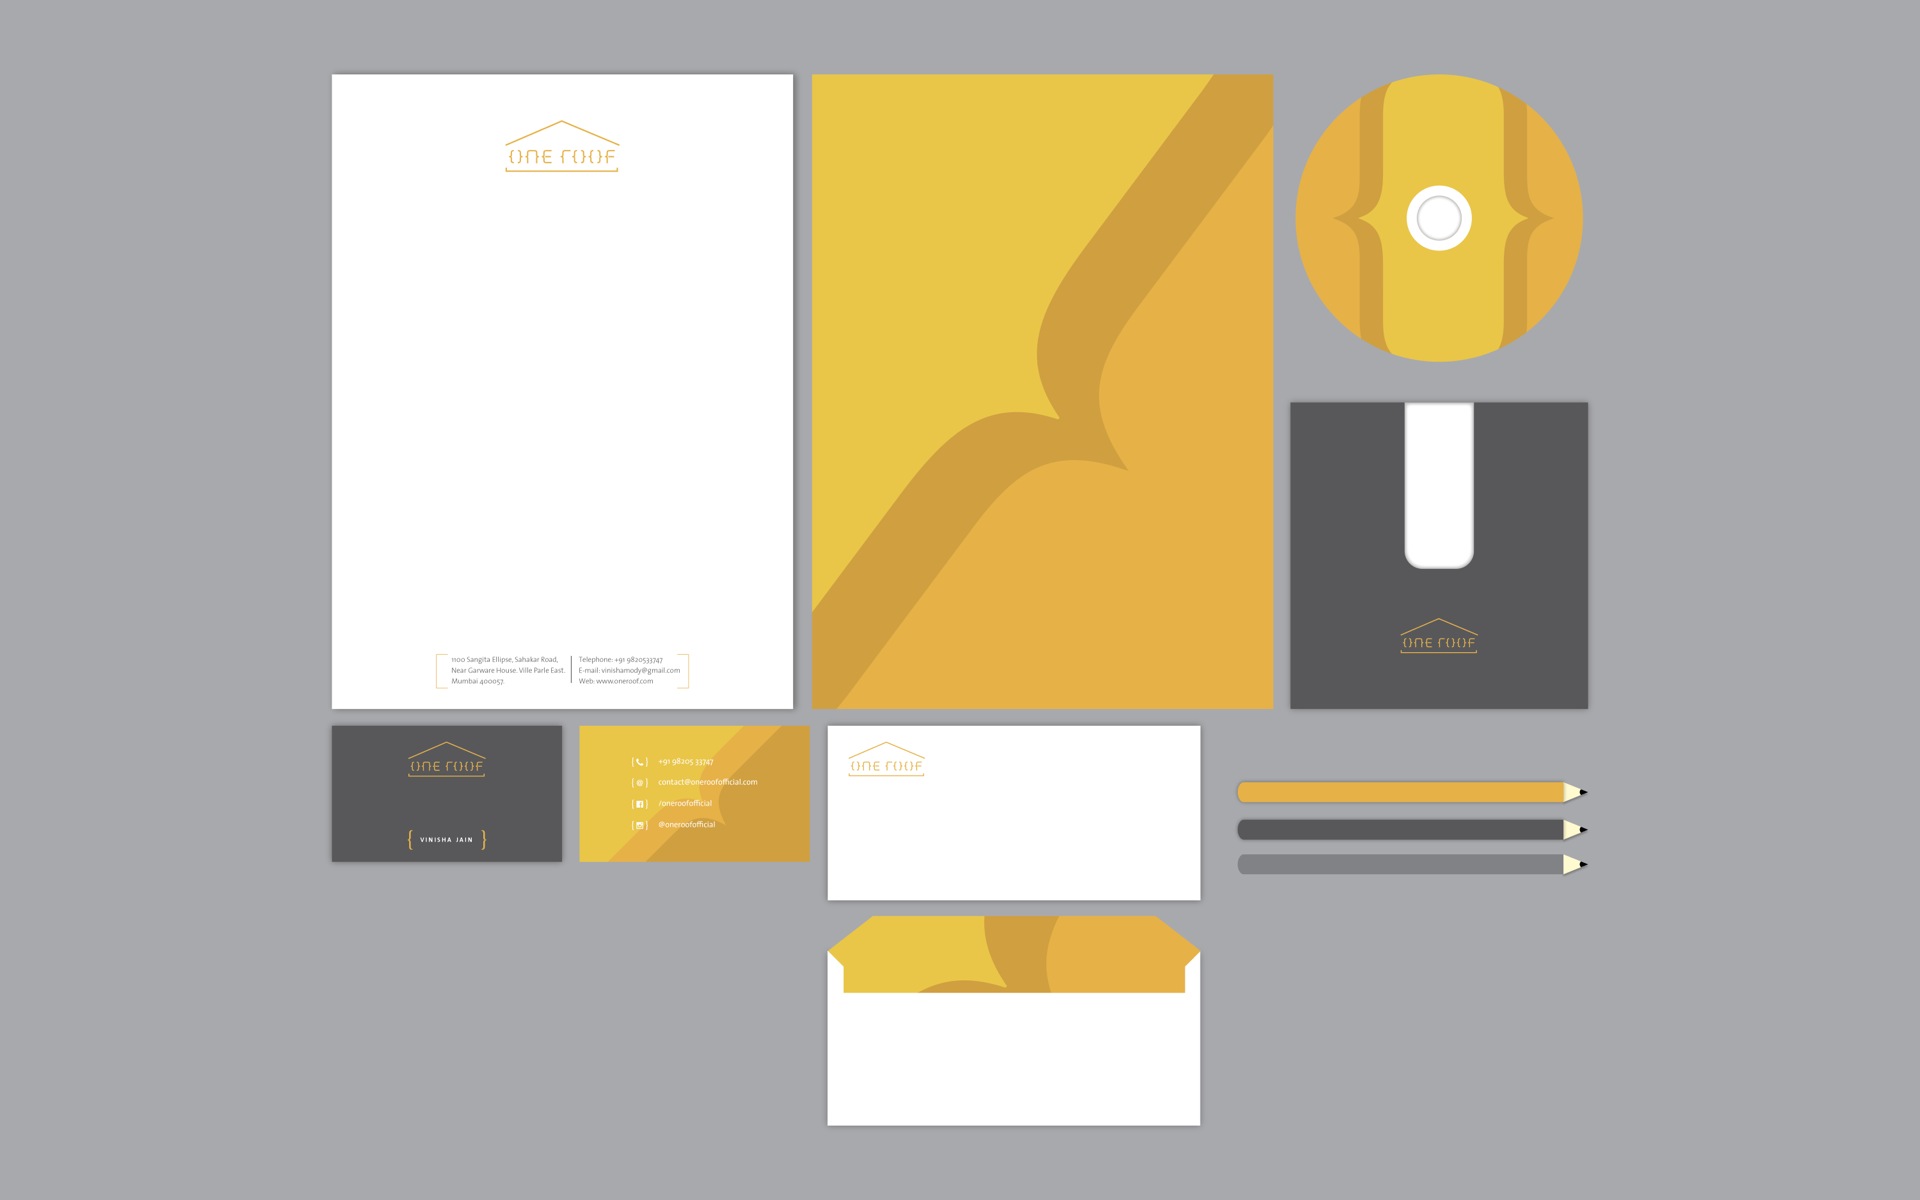 ONE ROOF
1100 Sangita Ellipse, Sahakar Road,
Near Garware House. Ville Parle East.
Mumbai 400057.
Telephone: +91 9820533747
E-mail: vinishamody@gmail.com
Web: www.oneroof.com
ONE ROOF
ONE ROOF
VINISHA JAIN
+91 98205 33747
contact@oneroofofficial.com
/oneroofofficial
@oneroofofficial
ONE ROOF